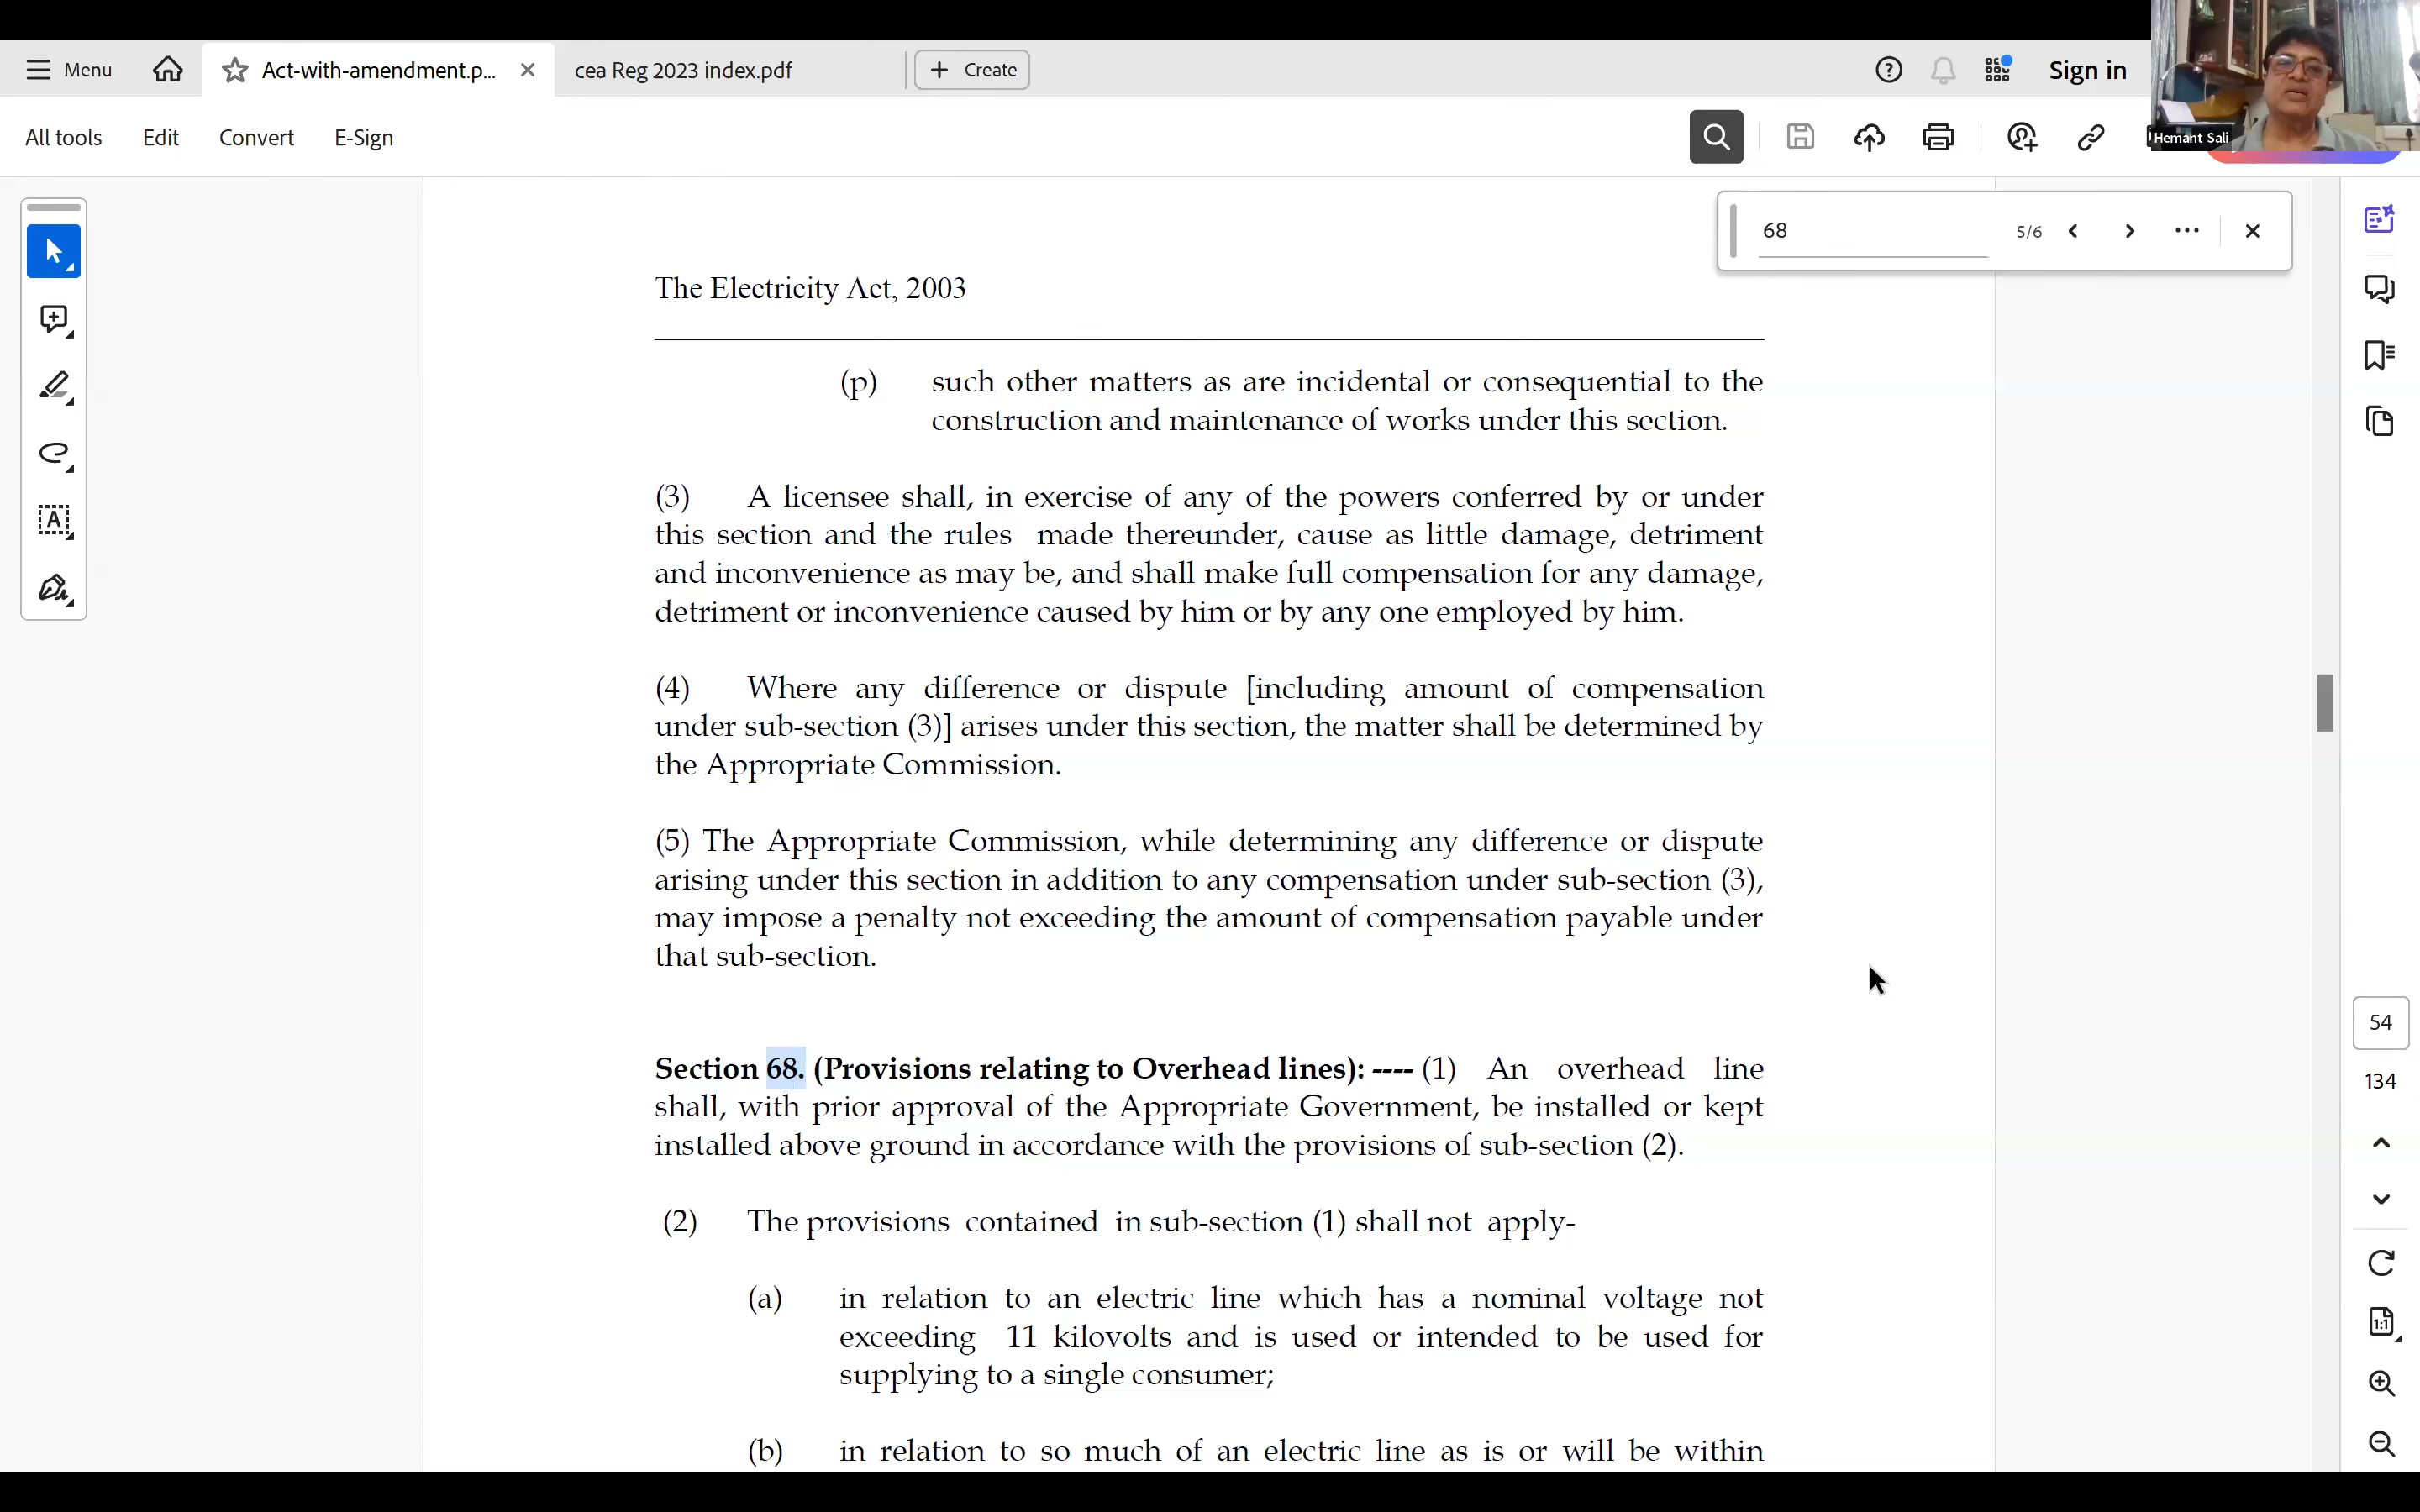 Menu
Act-with-amendment.p...
cea Reg 2023 index.pdf
Create
Sign in
All tools
Edit
Convert
E-Sign
Hemant Sali
68
5/6
The Electricity Act, 2003
(p) such other matters as are incidental or consequential to the
construction and maintenance of works under this section.
(3) A licensee shall, in exercise of any of the powers conferred by or under
this section and the rules made thereunder, cause as little damage, detriment
and inconvenience as may be, and shall make full compensation for any damage,
detriment or inconvenience caused by him or by any one employed by him.
(4) Where any difference or dispute [including amount of compensation
under sub-section (3)] arises under this section, the matter shall be determined by
the Appropriate Commission.
(5) The Appropriate Commission, while determining any difference or dispute
arising under this section in addition to any compensation under sub-section (3),
may impose a penalty not exceeding the amount of compensation payable under
that sub-section.
Section 68. (Provisions relating to Overhead lines): ---- (1) An overhead line
shall, with prior approval of the Appropriate Government, be installed or kept
installed above ground in accordance with the provisions of sub-section (2).
(2) The provisions contained in sub-section (1) shall not apply-
(a) in relation to an electric line which has a nominal voltage not
exceeding 11 kilovolts and is used or intended to be used for
supplying to a single consumer;
(b) in relation to so much of an electric line as is or will be within
54
134
1:1